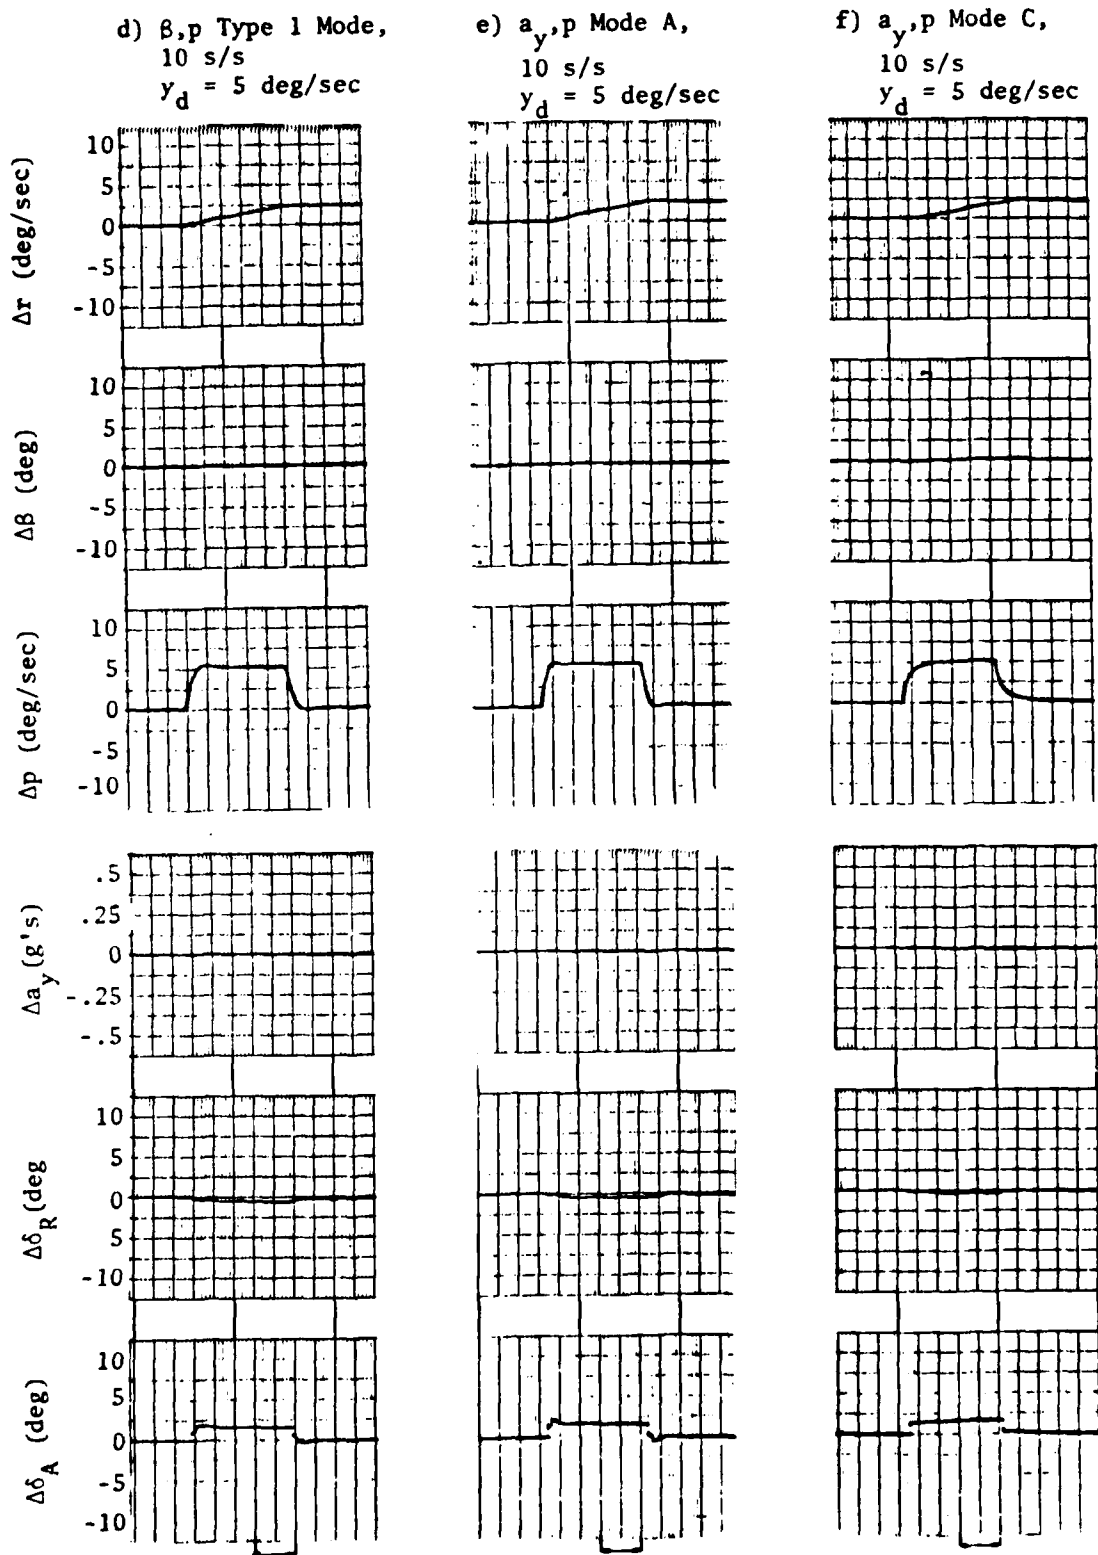 d) β,p Type 1 Mode,
10 s/s
y_d = 5 deg/sec
e) a_y,p Mode A,
10 s/s
y_d = 5 deg/sec
f) a_y,p Mode C,
10 s/s
y_d = 5 deg/sec
Δr (deg/sec)
10
5
0
-5
-10
Δβ (deg)
10
5
0
-5
-10
Δp (deg/sec)
10
5
0
-5
-10
Δa_y(g's)
.5
.25
0
-.25
-.5
Δδ_R(deg
10
5
0
5
-10
Δδ_A (deg)
10
5
0
-5
-10